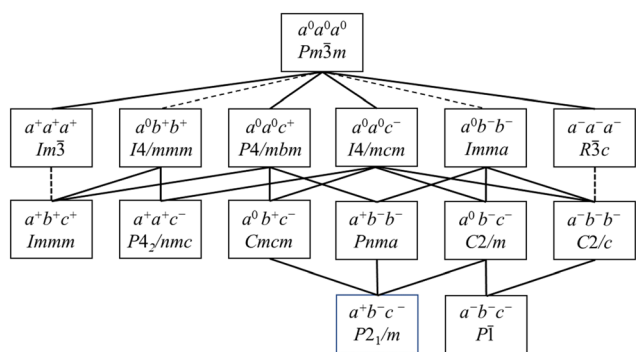 a⁰a⁰a⁰
Pm3̅m
a⁺a⁺a⁺
Im3̅
a⁰b⁺b⁺
I4/mmm
a⁰a⁰c⁺
P4/mbm
a⁰a⁰c⁻
I4/mcm
a⁰b⁻b⁻
Imma
a⁻a⁻a⁻
R3̅c
a⁺b⁺c⁺
Immm
a⁺a⁺c⁻
P4₂/nmc
a⁰b⁺c⁻
Cmcm
a⁺b⁻b⁻
Pnma
a⁰b⁻c⁻
C2/m
a⁻b⁻b⁻
C2/c
a⁺b⁻c⁻
P2₁/m
a⁻b⁻c⁻
P1̅